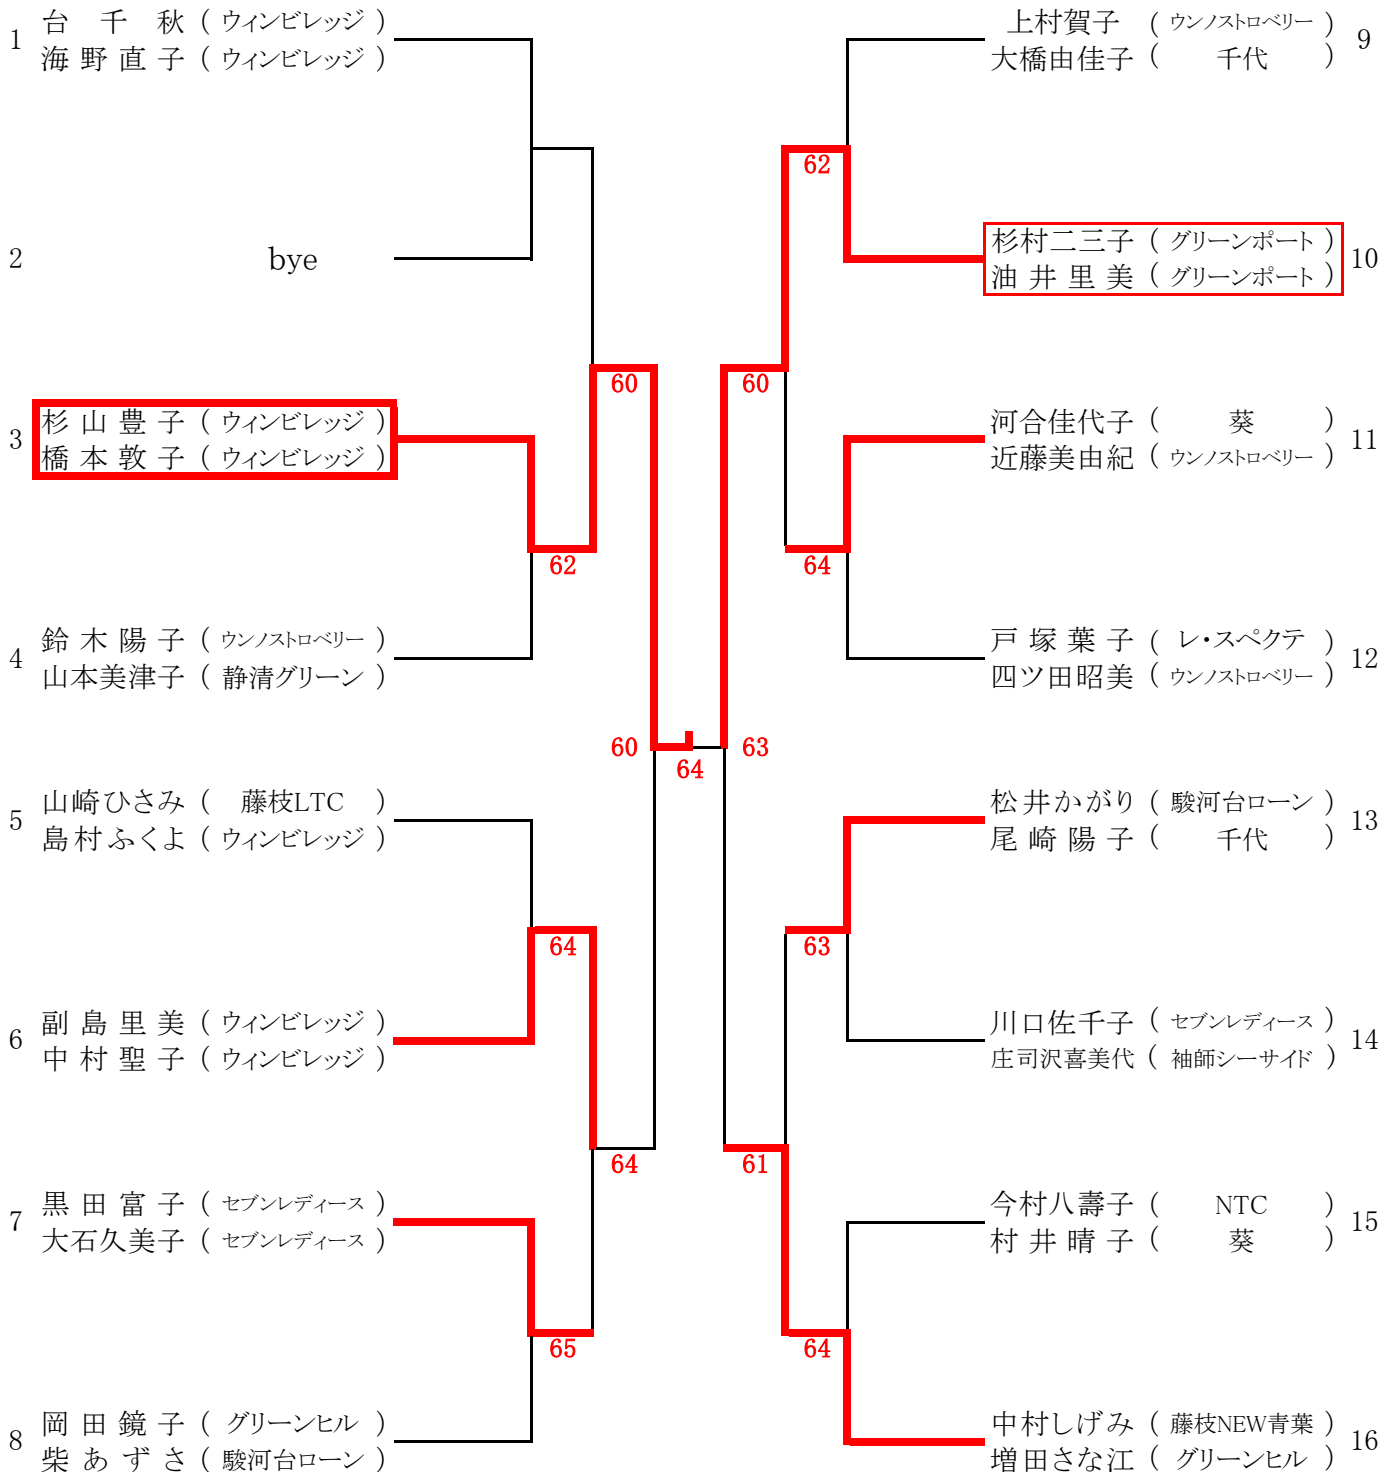 1 台 千 秋 ( ウィンビレッジ )
海 野 直 子 ( ウィンビレッジ )
2 bye
3 杉 山 豊 子 ( ウィンビレッジ )
橋 本 敦 子 ( ウィンビレッジ )
4 鈴 木 陽 子 ( ウンノストロベリー )
山本美津子 ( 静清グリーン )
5 山崎ひさみ ( 藤枝LTC )
島村ふくよ ( ウィンビレッジ )
6 副 島 里 美 ( ウィンビレッジ )
中 村 聖 子 ( ウィンビレッジ )
7 黒 田 富 子 ( セブンレディース )
大石久美子 ( セブンレディース )
8 岡 田 鏡 子 ( グリーンヒル )
柴 あ ず さ ( 駿河台ローン )
60
62
60
64
64
64
65
62
60
64
63
63
61
64
上村賀子 ( ウンノストロベリー ) 9
大橋由佳子 ( 千代 )
杉村二三子 ( グリーンポート ) 10
油 井 里 美 ( グリーンポート )
河合佳代子 ( 葵 ) 11
近藤美由紀 ( ウンノストロベリー )
戸 塚 葉 子 ( レ・スペクテ ) 12
四ツ田昭美 ( ウンノストロベリー )
松井かがり ( 駿河台ローン ) 13
尾 崎 陽 子 ( 千代 )
川口佐千子 ( セブンレディース ) 14
庄司沢喜美代 ( 袖師シーサイド )
今村八壽子 ( NTC ) 15
村 井 晴 子 ( 葵 )
中村しげみ ( 藤枝NEW青葉 ) 16
増田さな江 ( グリーンヒル )